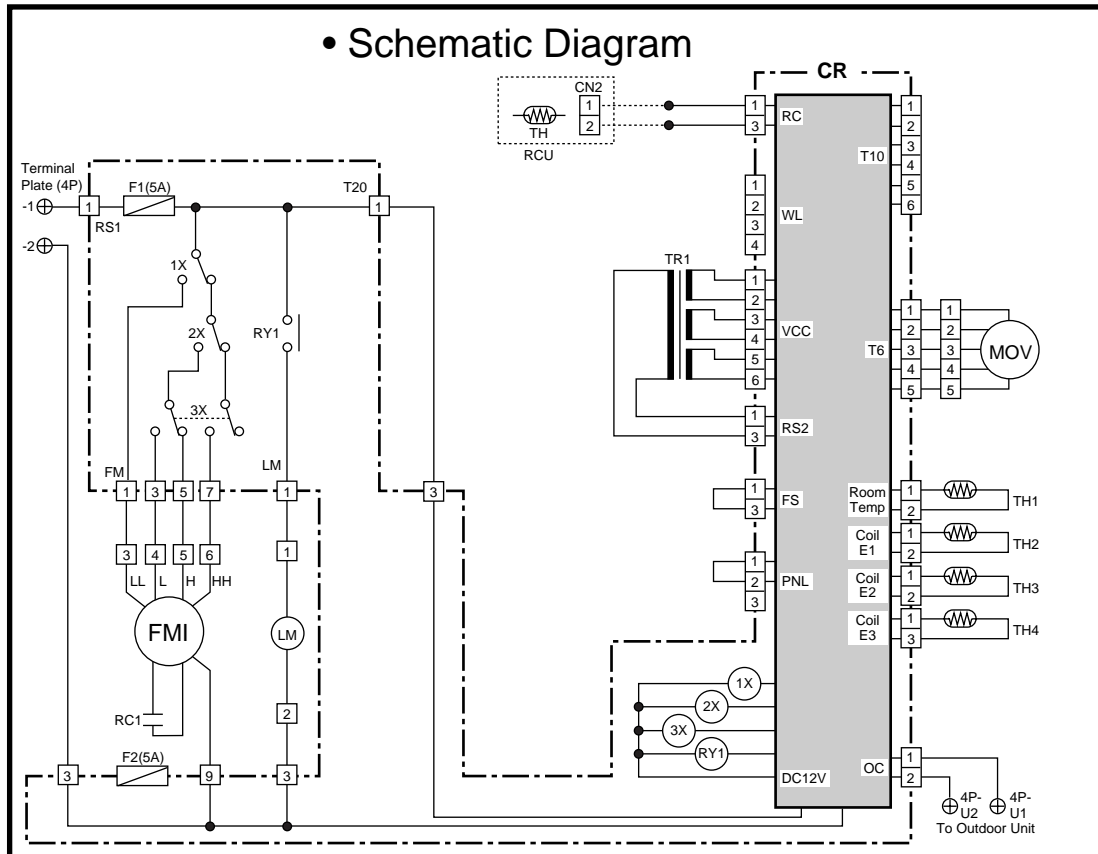 • Schematic Diagram
CR
CN2
1
2
TH
RCU
1
3
RC
1
2
3
4
5
6
T10
Terminal
Plate (4P)
-1
-2
1
RS1
F1(5A)
T20
1
1
2
3
4
WL
TR1
1
2
3
4
5
6
VCC
1X
2X
3X
RY1
T6
1
2
3
4
5
1
2
3
4
5
MOV
1
3
RS2
FM
1
3
5
7
LM
1
3
1
3
FS
Room
Temp
1
2
TH1
Coil
E1
1
2
TH2
Coil
E2
1
2
TH3
Coil
E3
1
3
TH4
3
4
5
6
LL
L
H
HH
1
1
2
3
PNL
FMI
LM
RC1
2
1X
2X
3X
RY1
DC12V
F2(5A)
3
9
3
OC
1
2
4P-
U2
4P-
U1
To Outdoor Unit